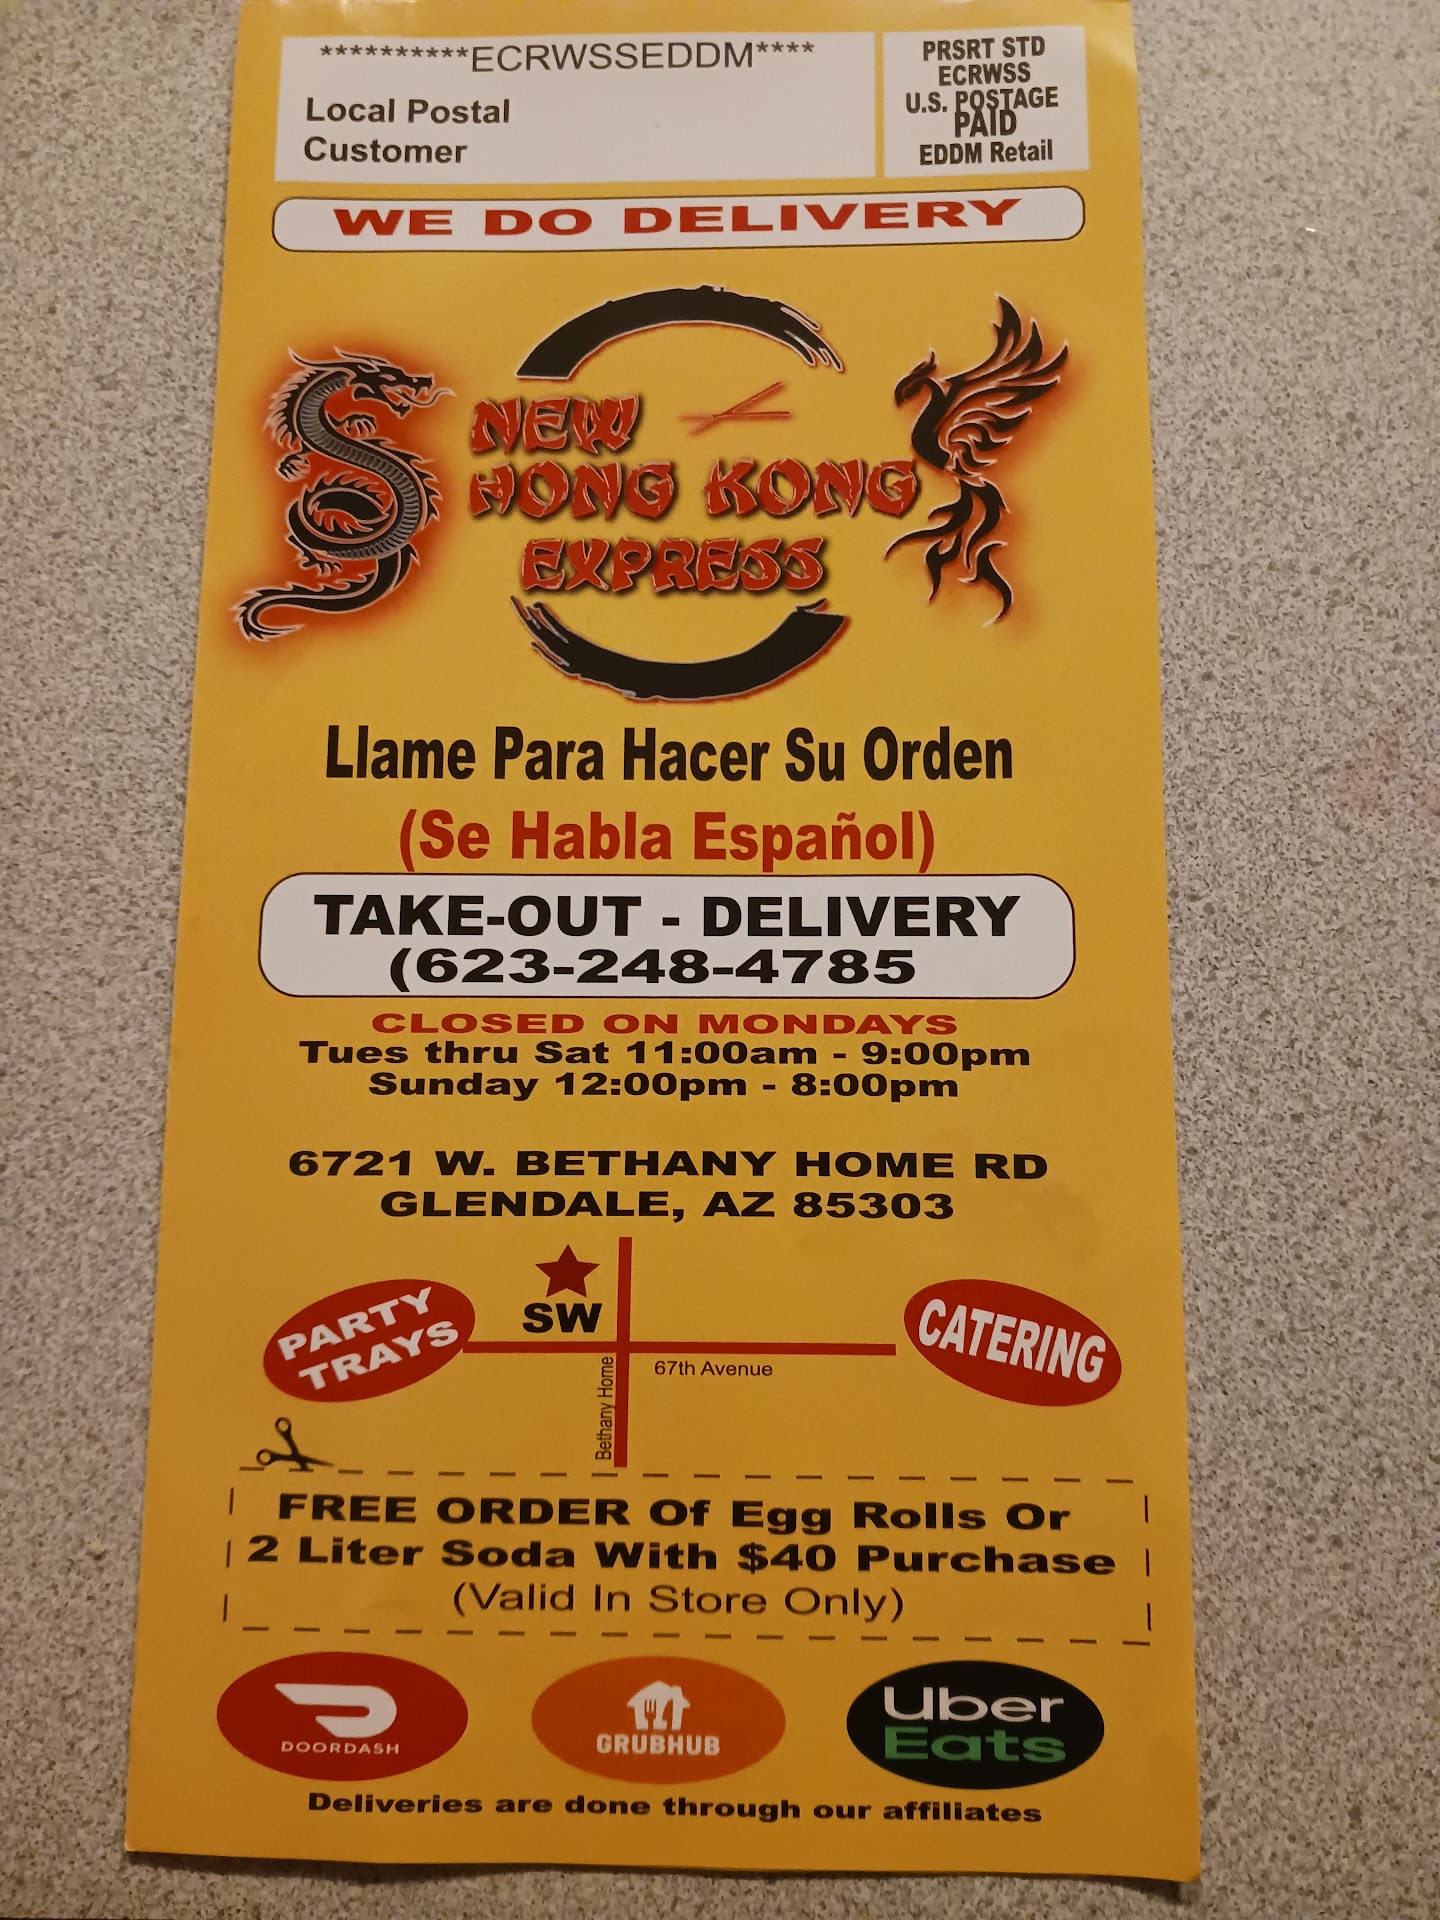 **********ECRWSSEDDM****
Local Postal
Customer
PRSRT STD
ECRWSS
U.S. POSTAGE
PAID
EDDM Retail
WE DO DELIVERY
NEW
HONG KONG
EXPRESS
Llame Para Hacer Su Orden
(Se Habla Español)
TAKE-OUT - DELIVERY
(623-248-4785
CLOSED ON MONDAYS
Tues thru Sat 11:00am - 9:00pm
Sunday 12:00pm - 8:00pm
6721 W. BETHANY HOME RD
GLENDALE, AZ 85303
PARTY
TRAYS
SW
Bethany Home
67th Avenue
CATERING
FREE ORDER Of Egg Rolls Or
2 Liter Soda With $40 Purchase
(Valid In Store Only)
DOORDASH
GRUBHUB
Uber
Eats
Deliveries are done through our affiliates